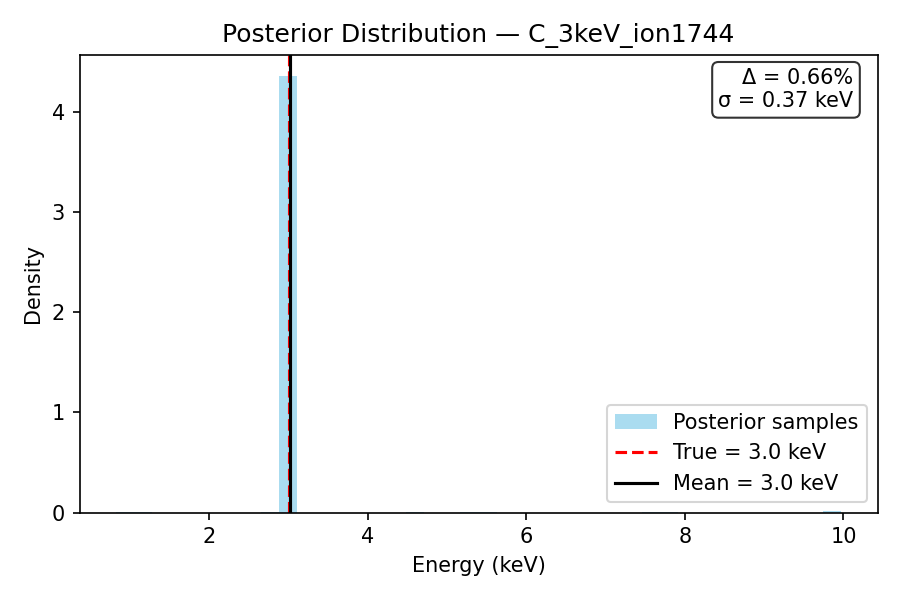 Posterior Distribution — C_3keV_ion1744
Δ = 0.66%
σ = 0.37 keV
Density
4
3
2
1
0
Posterior samples
True = 3.0 keV
Mean = 3.0 keV
2 4 6 8 10
Energy (keV)